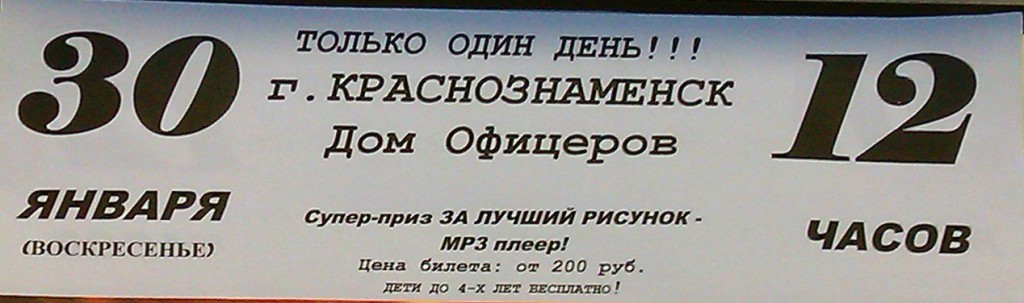 30
ЯНВАРЯ
(ВОСКРЕСЕНЬЕ)
ТОЛЬКО ОДИН ДЕНЬ!!!
г.КРАСНОЗНАМЕНСК
Дом Офицеров
Супер-приз ЗА ЛУЧШИЙ РИСУНОК -
МР3 плеер!
Цена билета: от 200 руб.
ДЕТИ ДО 4-Х ЛЕТ БЕСПЛАТНО!
12
ЧАСОВ